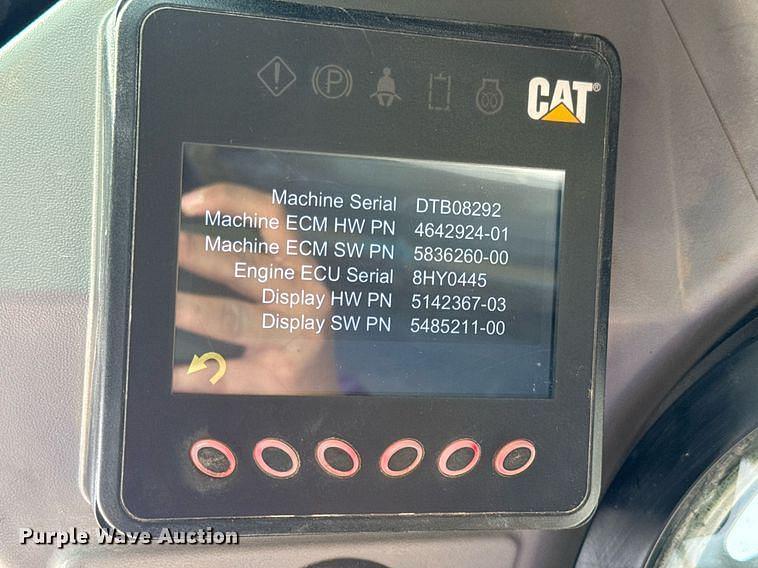 P
CAT®
Machine Serial DTB08292
Machine ECM HW PN 4642924-01
Machine ECM SW PN 5836260-00
Engine ECU Serial 8HY0445
Display HW PN 5142367-03
Display SW PN 5485211-00
Purple Wave Auction